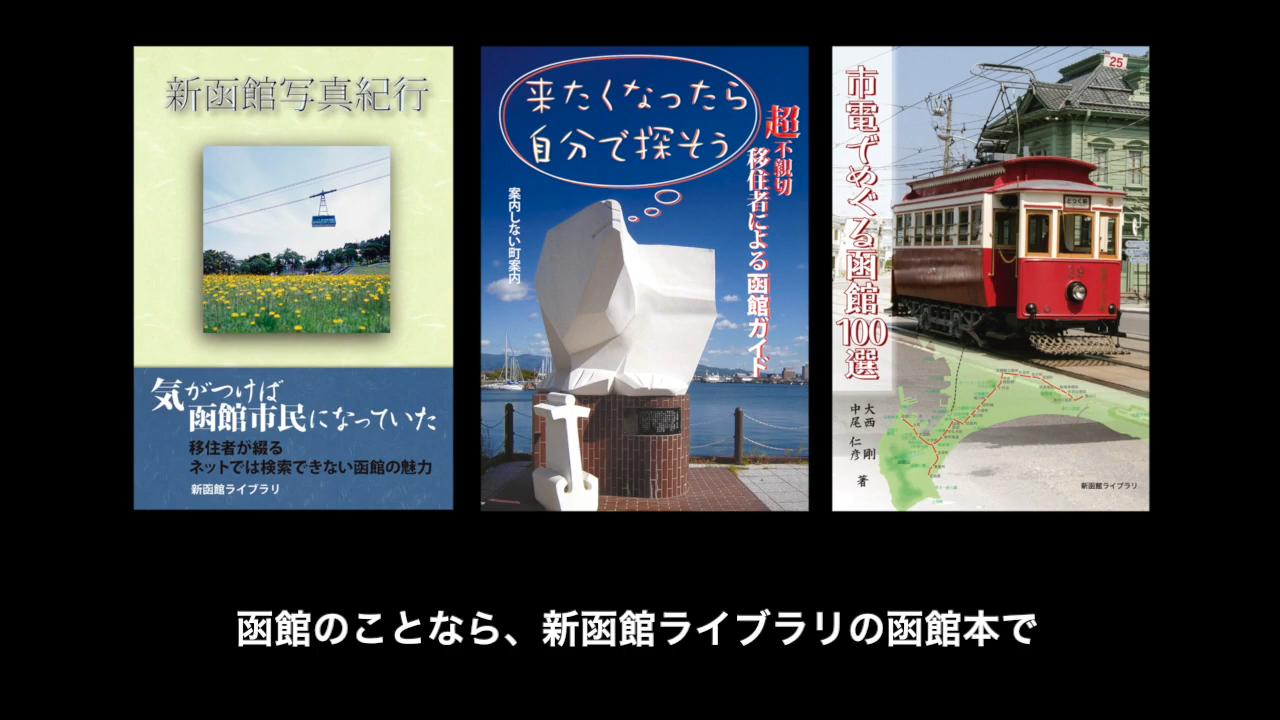 新函館写真紀行
気がつけば
函館市民になっていた
移住者が綴る
ネットでは検索できない函館の魅力
新函館ライブラリ
来たくなったら
自分で探そう
超不親切
移住者による函館ガイド
案内しない町案内
25
市電でめぐる函館100選
大西 剛
中尾 仁彦 著
新函館ライブラリ
函館のことなら、新函館ライブラリの函館本で